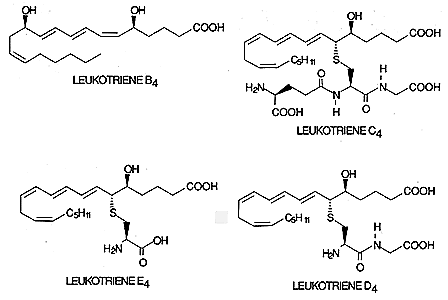 OH
OH
COOH
LEUKOTRIENE B4
OH
COOH
C5H11
S
O
H
H2N
N
H
N
COOH
COOH
O
LEUKOTRIENE C4
OH
COOH
C5H11
S
OH
H2N
O
LEUKOTRIENE E4
OH
COOH
C5H11
S
H
H2N
N
COOH
O
LEUKOTRIENE D4